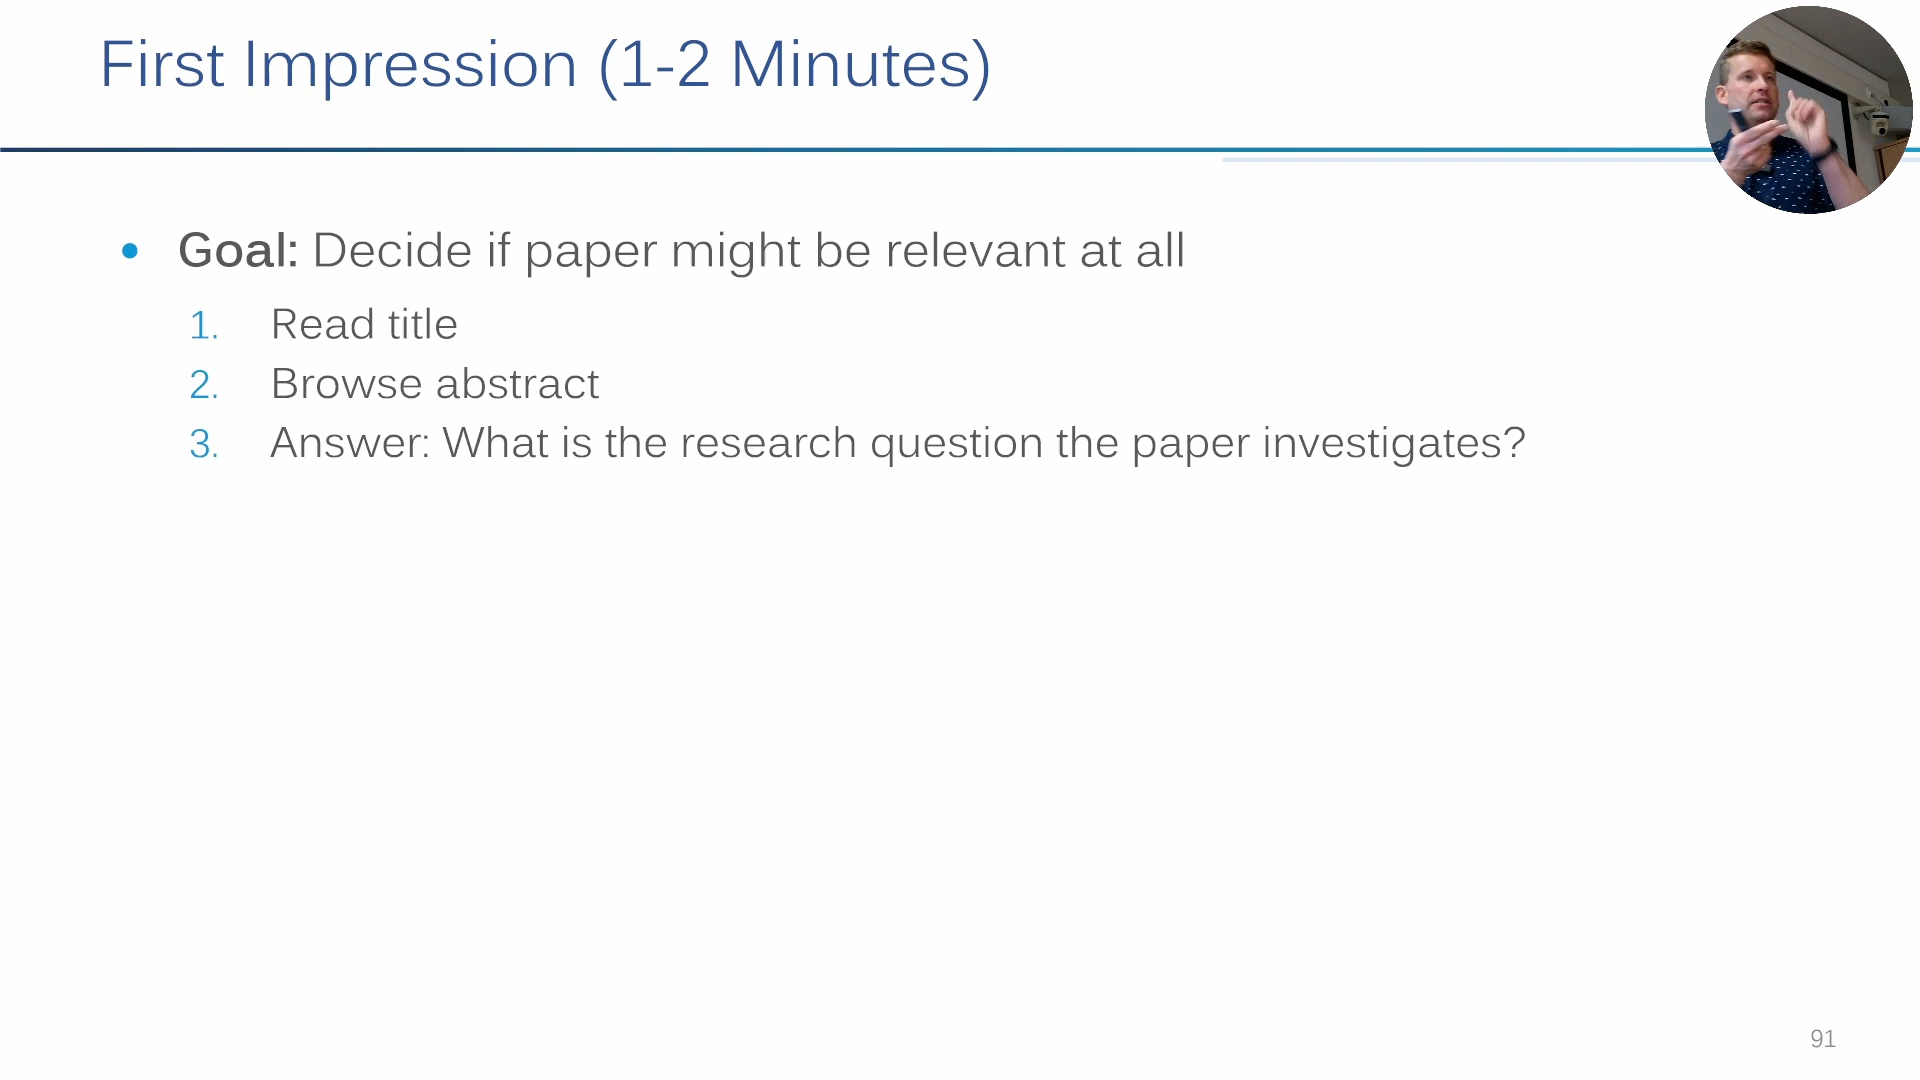 First Impression (1-2 Minutes)
• Goal: Decide if paper might be relevant at all
1. Read title
2. Browse abstract
3. Answer: What is the research question the paper investigates?
91